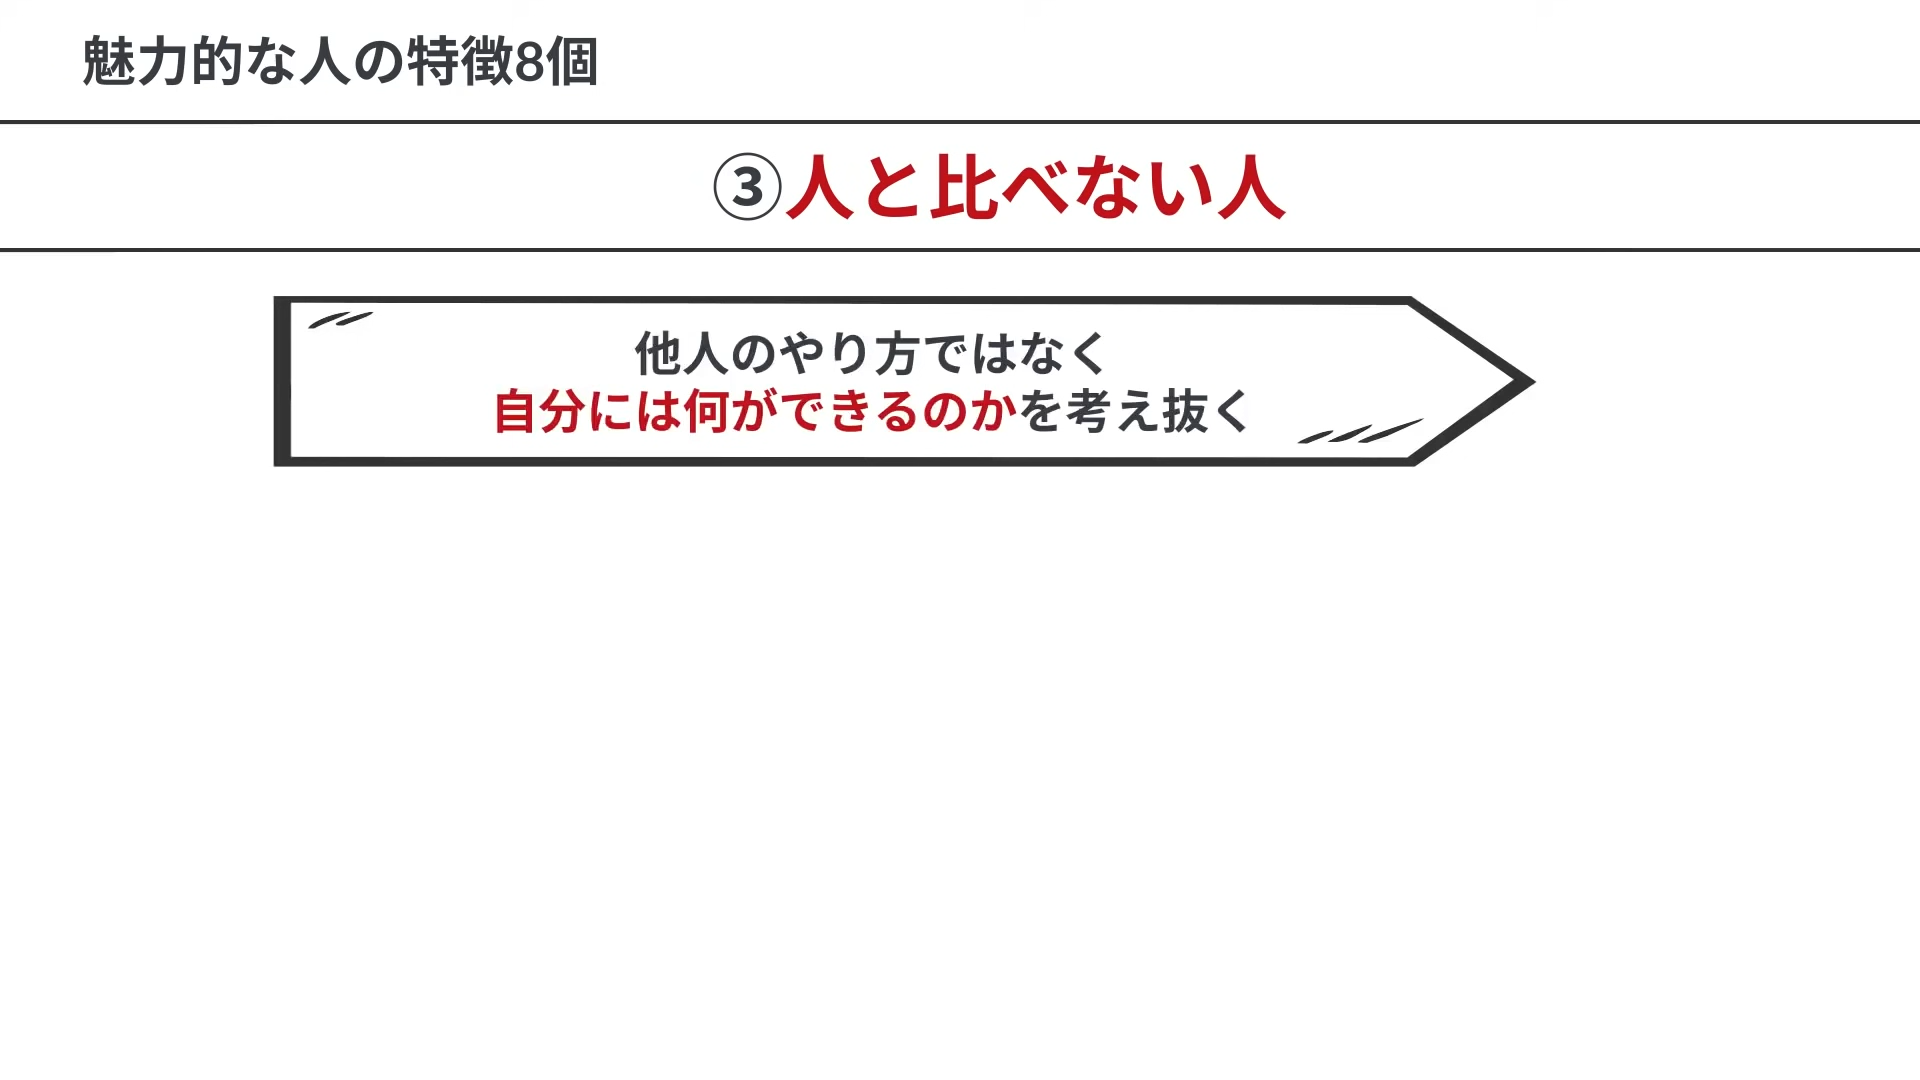 魅力的な人の特徴8個
③人と比べない人
他人のやり方ではなく
自分には何ができるのかを考え抜く